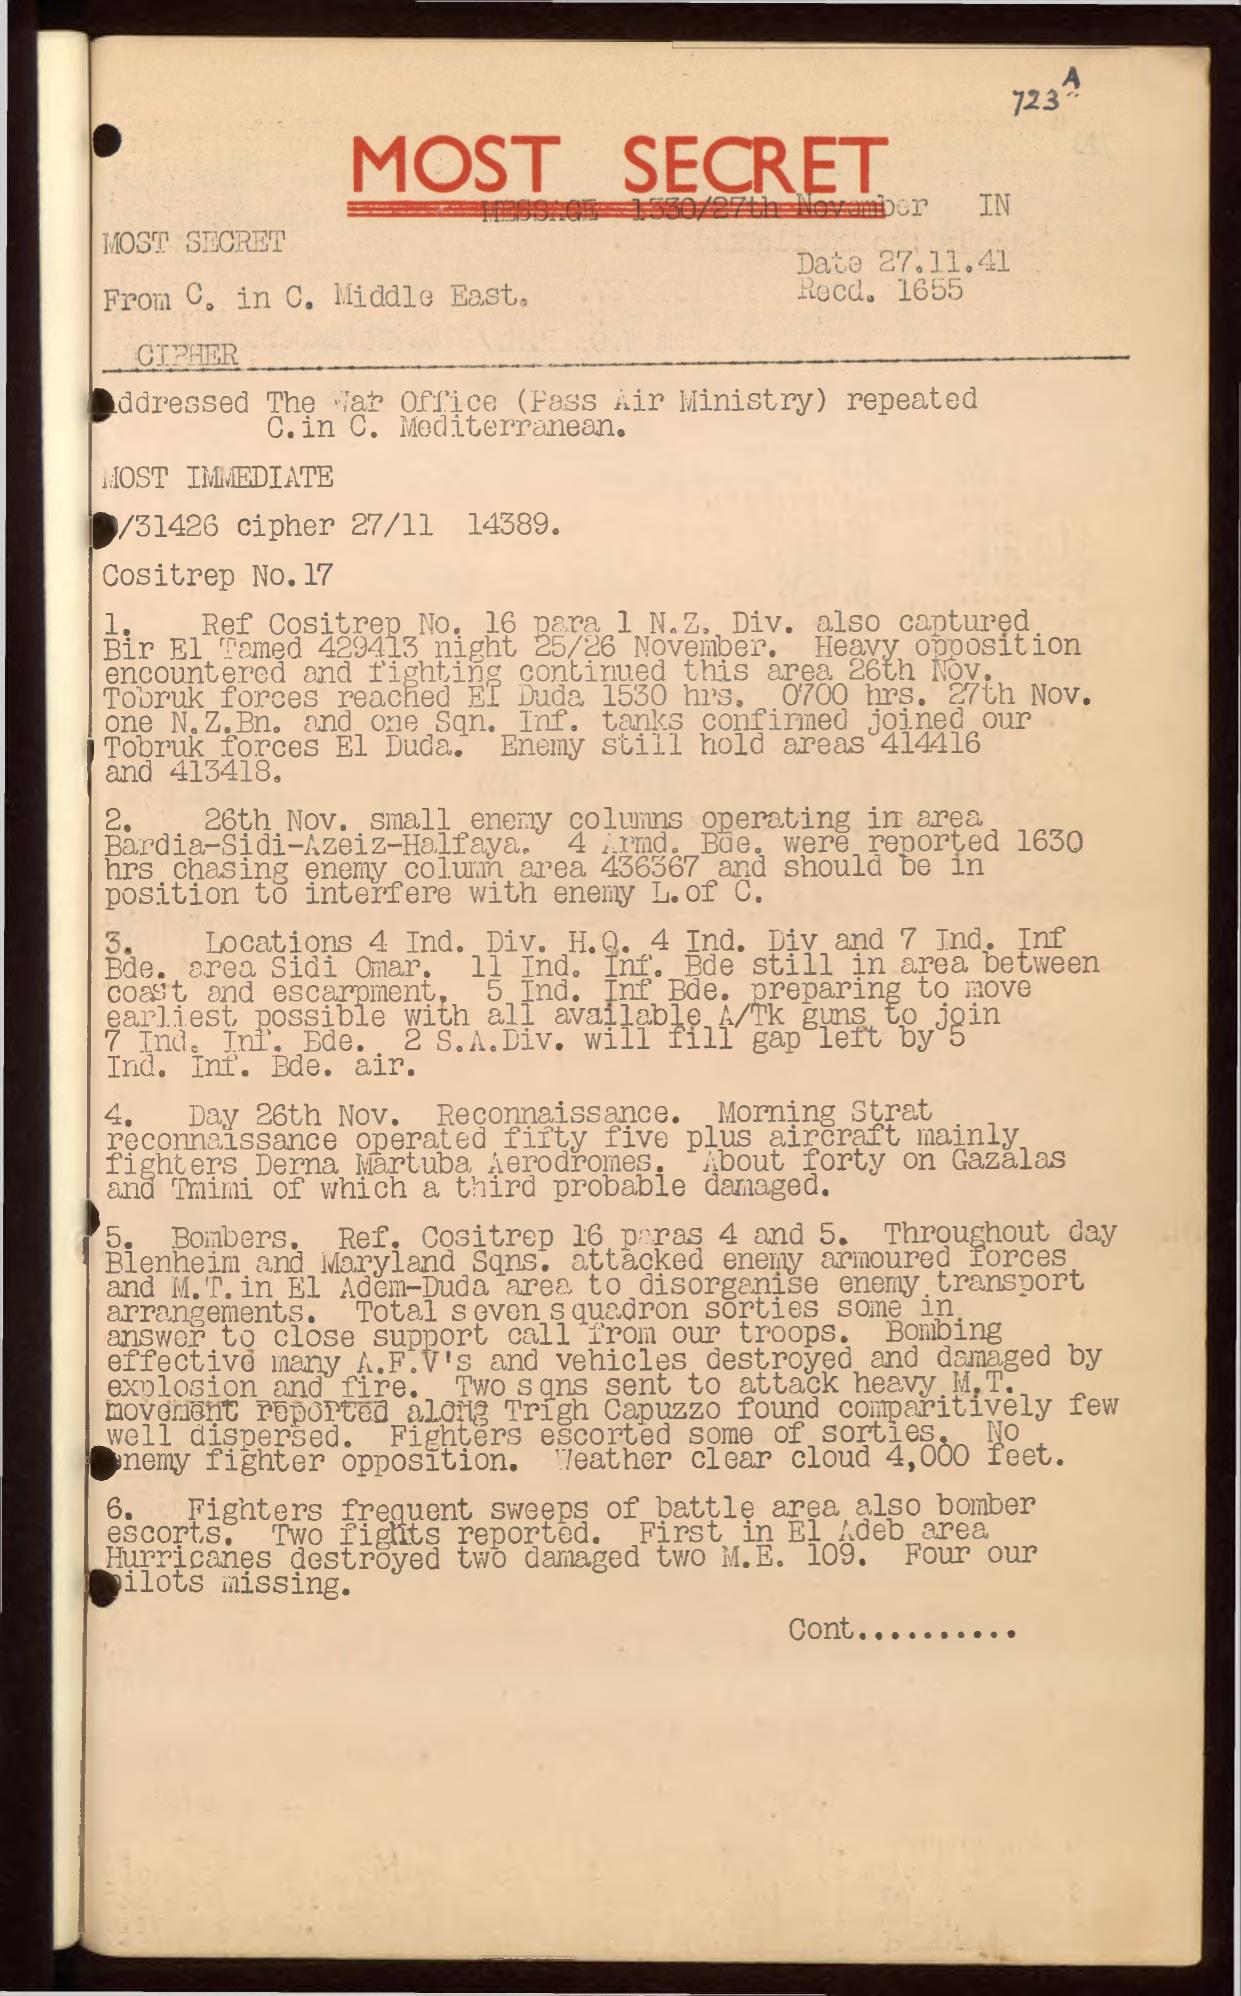 723 A
MOST SECRET
MESSAGE 1330/27th November IN
MOST SECRET
Date 27.11.41
From C. in C. Middle East.
Recd. 1655
CIPHER
ddressed The War Office (Pass Air Ministry) repeated
C.in C. Mediterranean.
MOST IMMEDIATE
/31426 cipher 27/11 14389.
Cositrep No.17
1. Ref Cositrep No. 16 para 1 N.Z. Div. also captured
Bir El Tamed 429413 night 25/26 November. Heavy opposition
encountered and fighting continued this area 26th Nov.
Tobruk forces reached El Duda 1530 hrs. 0700 hrs. 27th Nov.
one N.Z.Bn. and one Sqn. Inf. tanks confirmed joined our
Tobruk forces El Duda. Enemy still hold areas 414416
and 413418.
2. 26th Nov. small enemy columns operating in area
Bardia-Sidi-Azeiz-Halfaya. 4 Armd. Bde. were reported 1630
hrs chasing enemy column area 436367 and should be in
position to interfere with enemy L.of C.
3. Locations 4 Ind. Div. H.Q. 4 Ind. Div and 7 Ind. Inf
Bde. area Sidi Omar. 11 Ind. Inf. Bde still in area between
coast and escarpment. 5 Ind. Inf Bde. preparing to move
earliest possible with all available A/Tk guns to join
7 Ind. Inf. Bde. 2 S.A.Div. will fill gap left by 5
Ind. Inf. Bde. air.
4. Day 26th Nov. Reconnaissance. Morning Strat
reconnaissance operated fifty five plus aircraft mainly
fighters Derna Martuba Aerodromes. About forty on Gazalas
and Tmimi of which a third probable damaged.
5. Bombers. Ref. Cositrep 16 paras 4 and 5. Throughout day
Blenheim and Maryland Sqns. attacked enemy armoured forces
and M.T. in El Adem-Duda area to disorganise enemy transport
arrangements. Total seven squadron sorties some in
answer to close support call from our troops. Bombing
effective many A.F.V's and vehicles destroyed and damaged by
explosion and fire. Two sqns sent to attack heavy M.T.
movement reported along Trigh Capuzzo found comparitively few
well dispersed. Fighters escorted some of sorties. No
enemy fighter opposition. Weather clear cloud 4,000 feet.
6. Fighters frequent sweeps of battle area also bomber
escorts. Two fights reported. First in El Adeb area
Hurricanes destroyed two damaged two M.E. 109. Four our
pilots missing.
Cont..........